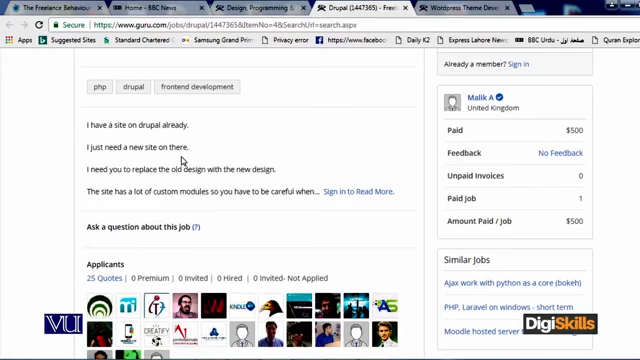 The Freelance Behaviour
Home - BBC News
Design, Programming &
Drupal (1447365) - Free
Wordpress Theme Deve
Secure
https://www.guru.com/jobs/drupal/1447365&ItemNo=4&SearchUrl=search.aspx
Apps
Suggested Sites
Fantastic Cat
Samsung Grand Prim
Privacy error
https://www.facebook
Daily K2
Express Lahore News
BBC Urdu
صفحۂ اول
Quran Explor
php
drupal
frontend development
I have a site on drupal already.
I just need a new site on there.
I need you to replace the old design with the new design.
The site has a lot of custom modules so you have to be careful when... Sign in to Read More.
Ask a question about this job (?)
Applicants
25 Quotes | 0 Premium | 0 Invited | 0 Hired | 0 Invited- Not Applied
KINDLE
CREATIFY
Already a member? Sign in
Malik A
United Kingdom
Paid $500
Feedback No Feedback
Unpaid Invoices 0
Paid Job 1
Amount Paid / Job $500
Similar Jobs
Ajax work with python as a core (bokeh)
PHP, Laravel on windows - short term
Moodle hosted server
VU
DigiSkills